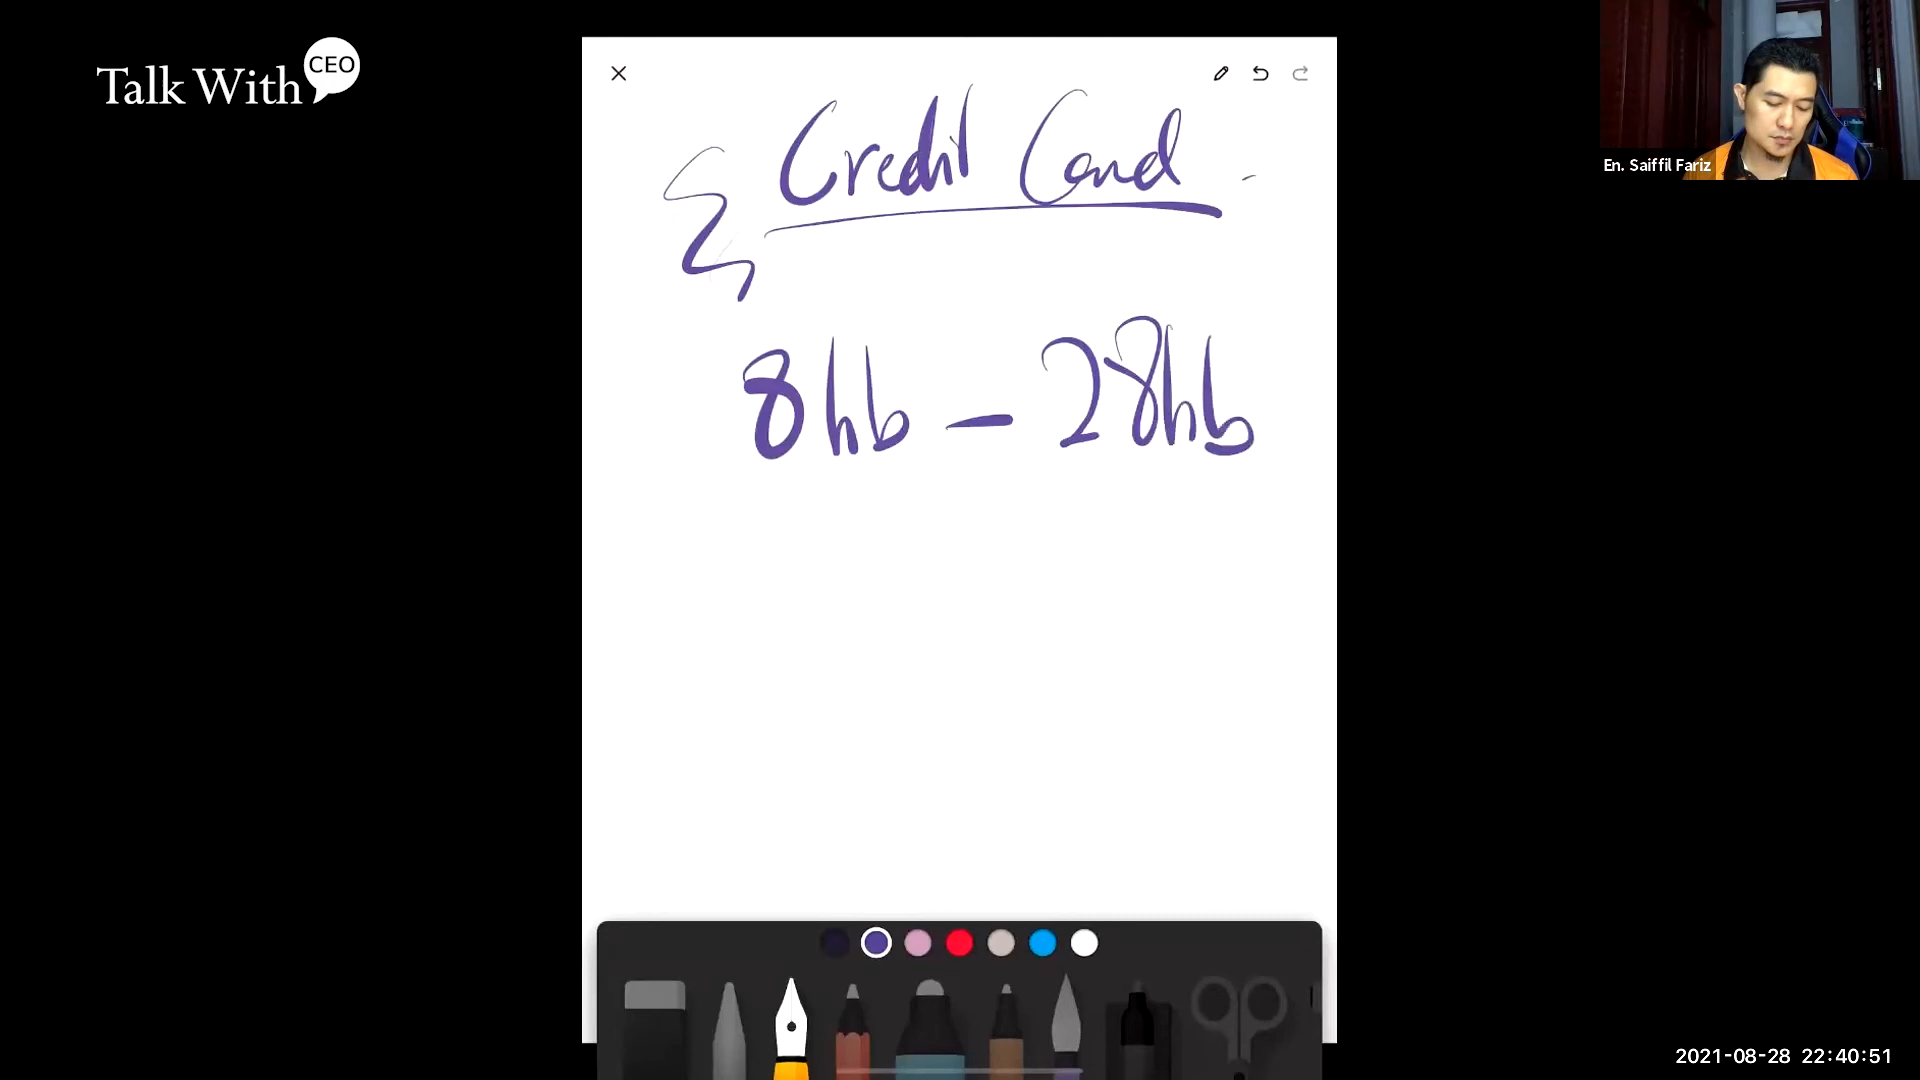 Talk With CEO
Credit Card
8hb - 28hb
En. Saiffil Fariz
2021-08-28 22:40:51